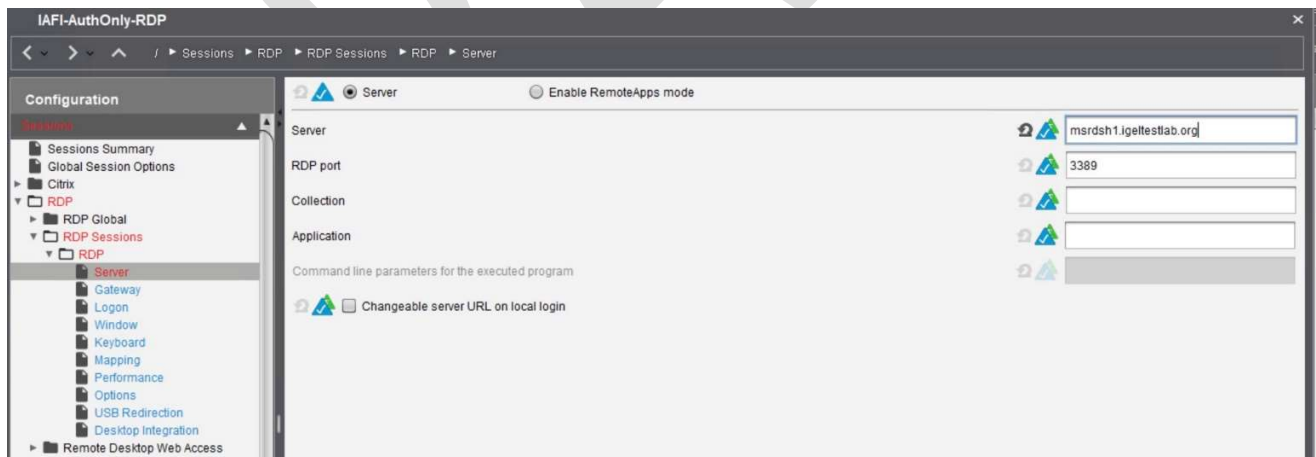 IAFI-AuthOnly-RDP
/ Sessions RDP RDP Sessions RDP Server
Configuration
Sessions
Sessions Summary
Global Session Options
Citrix
RDP
RDP Global
RDP Sessions
RDP
Server
Gateway
Logon
Window
Keyboard
Mapping
Performance
Options
USB Redirection
Desktop Integration
Remote Desktop Web Access
Server Enable RemoteApps mode
Server msrdsh1.igeltestlab.org
RDP port 3389
Collection
Application
Command line parameters for the executed program
Changeable server URL on local login